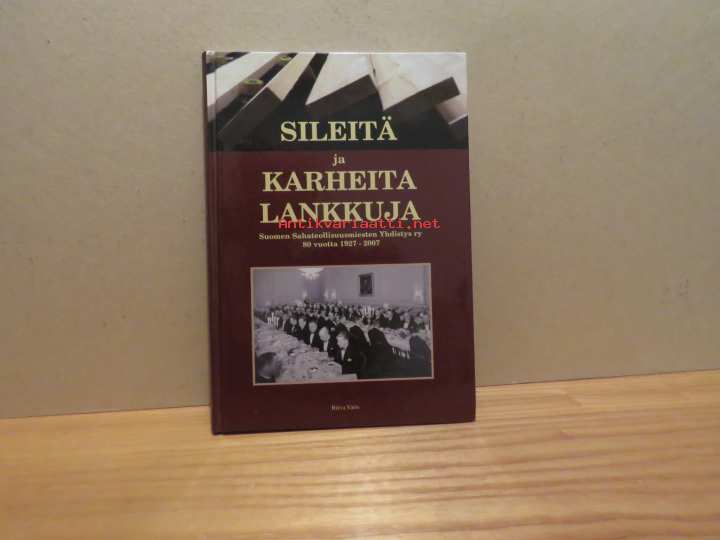 SILEITÄ
ja
KARHEITA
LANKKUJA
Antikvariaatti.net
Suomen Sahateollisuusmiesten Yhdistys ry
80 vuotta 1927 - 2007